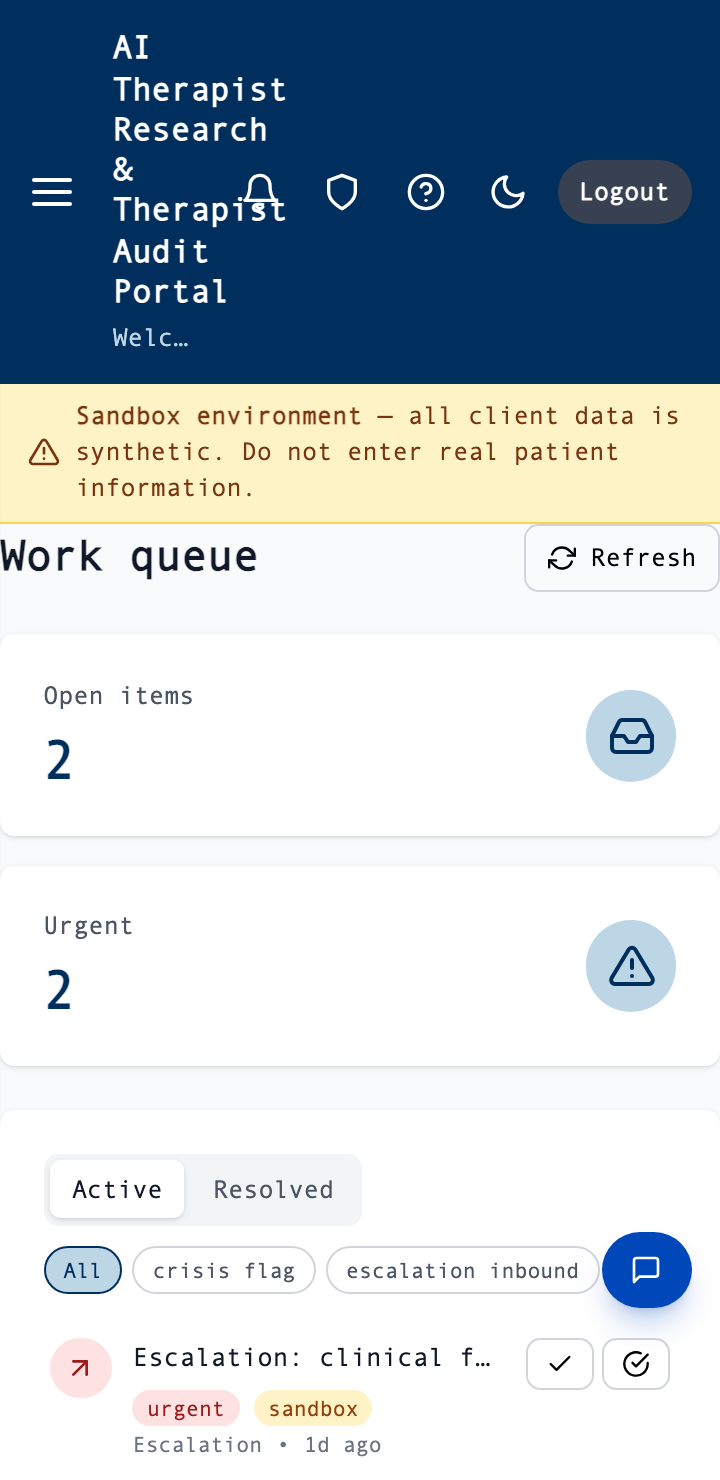 AI
Therapist
Research
&
Therapist
Audit
Portal
Welc…
Logout
Sandbox environment — all client data is
synthetic. Do not enter real patient
information.
Work queue
Refresh
Open items
2
Urgent
2
Active Resolved
All crisis flag escalation inbound
Escalation: clinical f…
urgent sandbox
Escalation • 1d ago